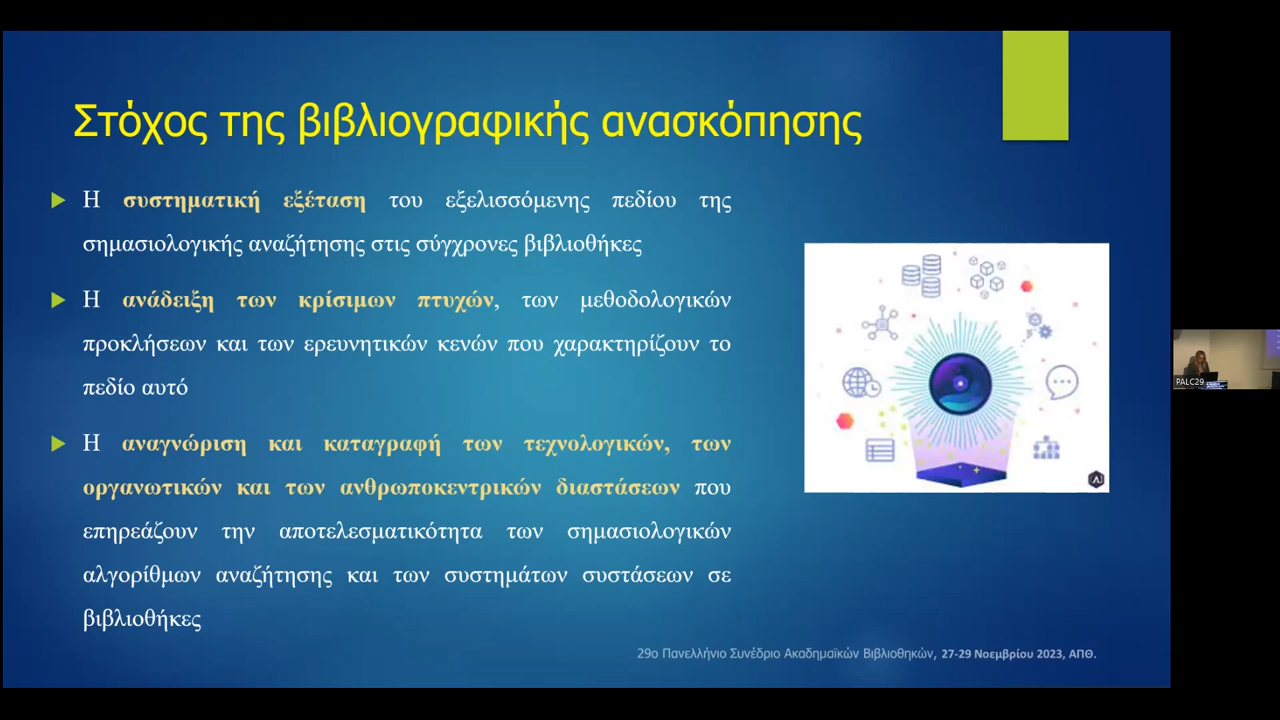 Στόχος της βιβλιογραφικής ανασκόπησης
Η συστηματική εξέταση του εξελισσόμενης πεδίου της
σημασιολογικής αναζήτησης στις σύγχρονες βιβλιοθήκες
Η ανάδειξη των κρίσιμων πτυχών, των μεθοδολογικών
προκλήσεων και των ερευνητικών κενών που χαρακτηρίζουν το
πεδίο αυτό
Η αναγνώριση και καταγραφή των τεχνολογικών, των
οργανωτικών και των ανθρωποκεντρικών διαστάσεων που
επηρεάζουν την αποτελεσματικότητα των σημασιολογικών
αλγορίθμων αναζήτησης και των συστημάτων συστάσεων σε
βιβλιοθήκες
29ο Πανελλήνιο Συνέδριο Ακαδημαϊκών Βιβλιοθηκών, 27-29 Νοεμβρίου 2023, ΑΠΘ.
PALC29